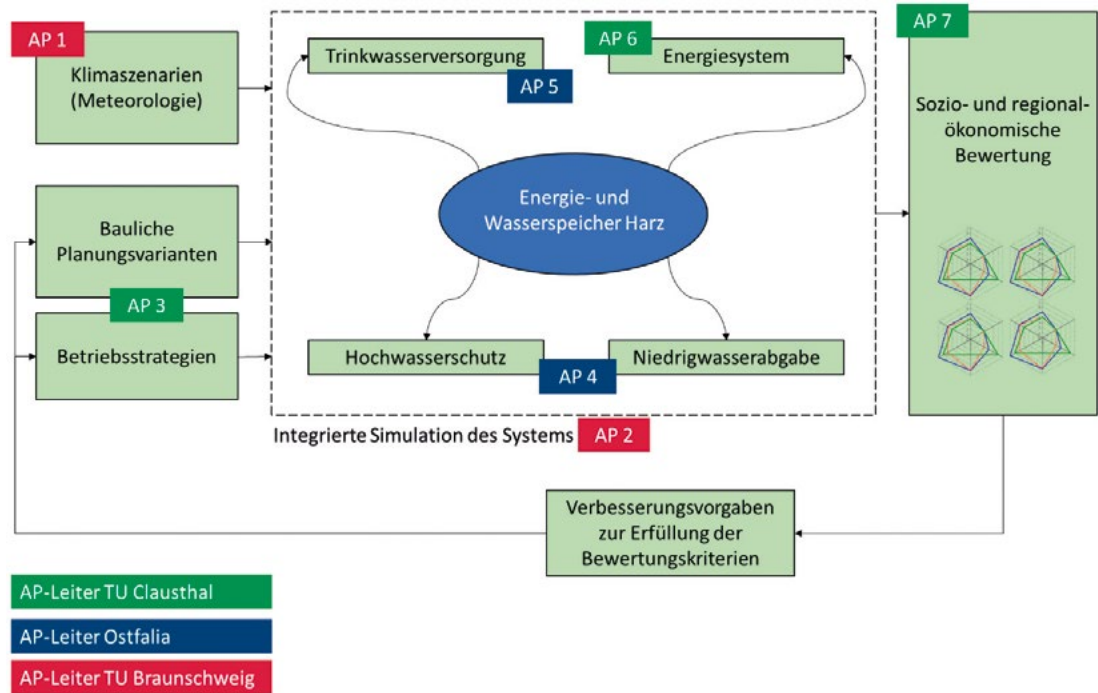 AP 1
Klimaszenarien
(Meteorologie)
Bauliche
Planungsvarianten
AP 3
Betriebsstrategien
Trinkwasserversorgung
AP 5
AP 6
Energiesystem
Energie- und
Wasserspeicher Harz
Hochwasserschutz
AP 4
Niedrigwasserabgabe
Integrierte Simulation des Systems
AP 2
AP 7
Sozio- und regional-
ökonomische
Bewertung
Verbesserungsvorgaben
zur Erfüllung der
Bewertungskriterien
AP-Leiter TU Clausthal
AP-Leiter Ostfalia
AP-Leiter TU Braunschweig